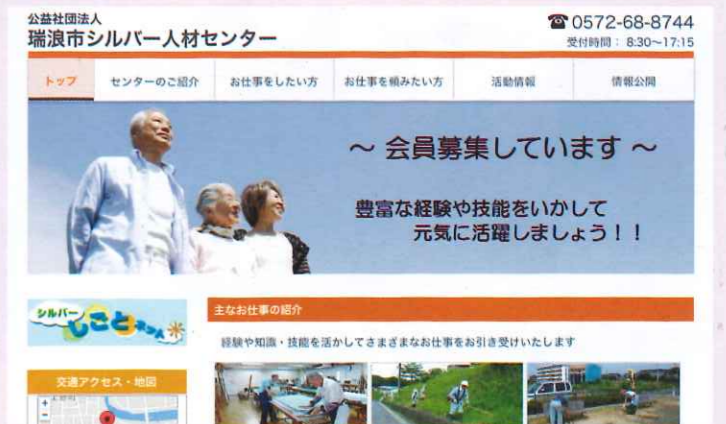 公益社団法人
瑞浪市シルバー人材センター
☎ 0572-68-8744
受付時間： 8:30～17:15
トップ
センターのご紹介
お仕事をしたい方
お仕事を頼みたい方
活動情報
情報公開
～ 会員募集しています ～
豊富な経験や技能をいかして
元気に活躍しましょう！！
シルバー
しごとネット
主なお仕事の紹介
経験や知識・技能を活かしてさまざまなお仕事をお引き受けいたします
交通アクセス・地図
+
-